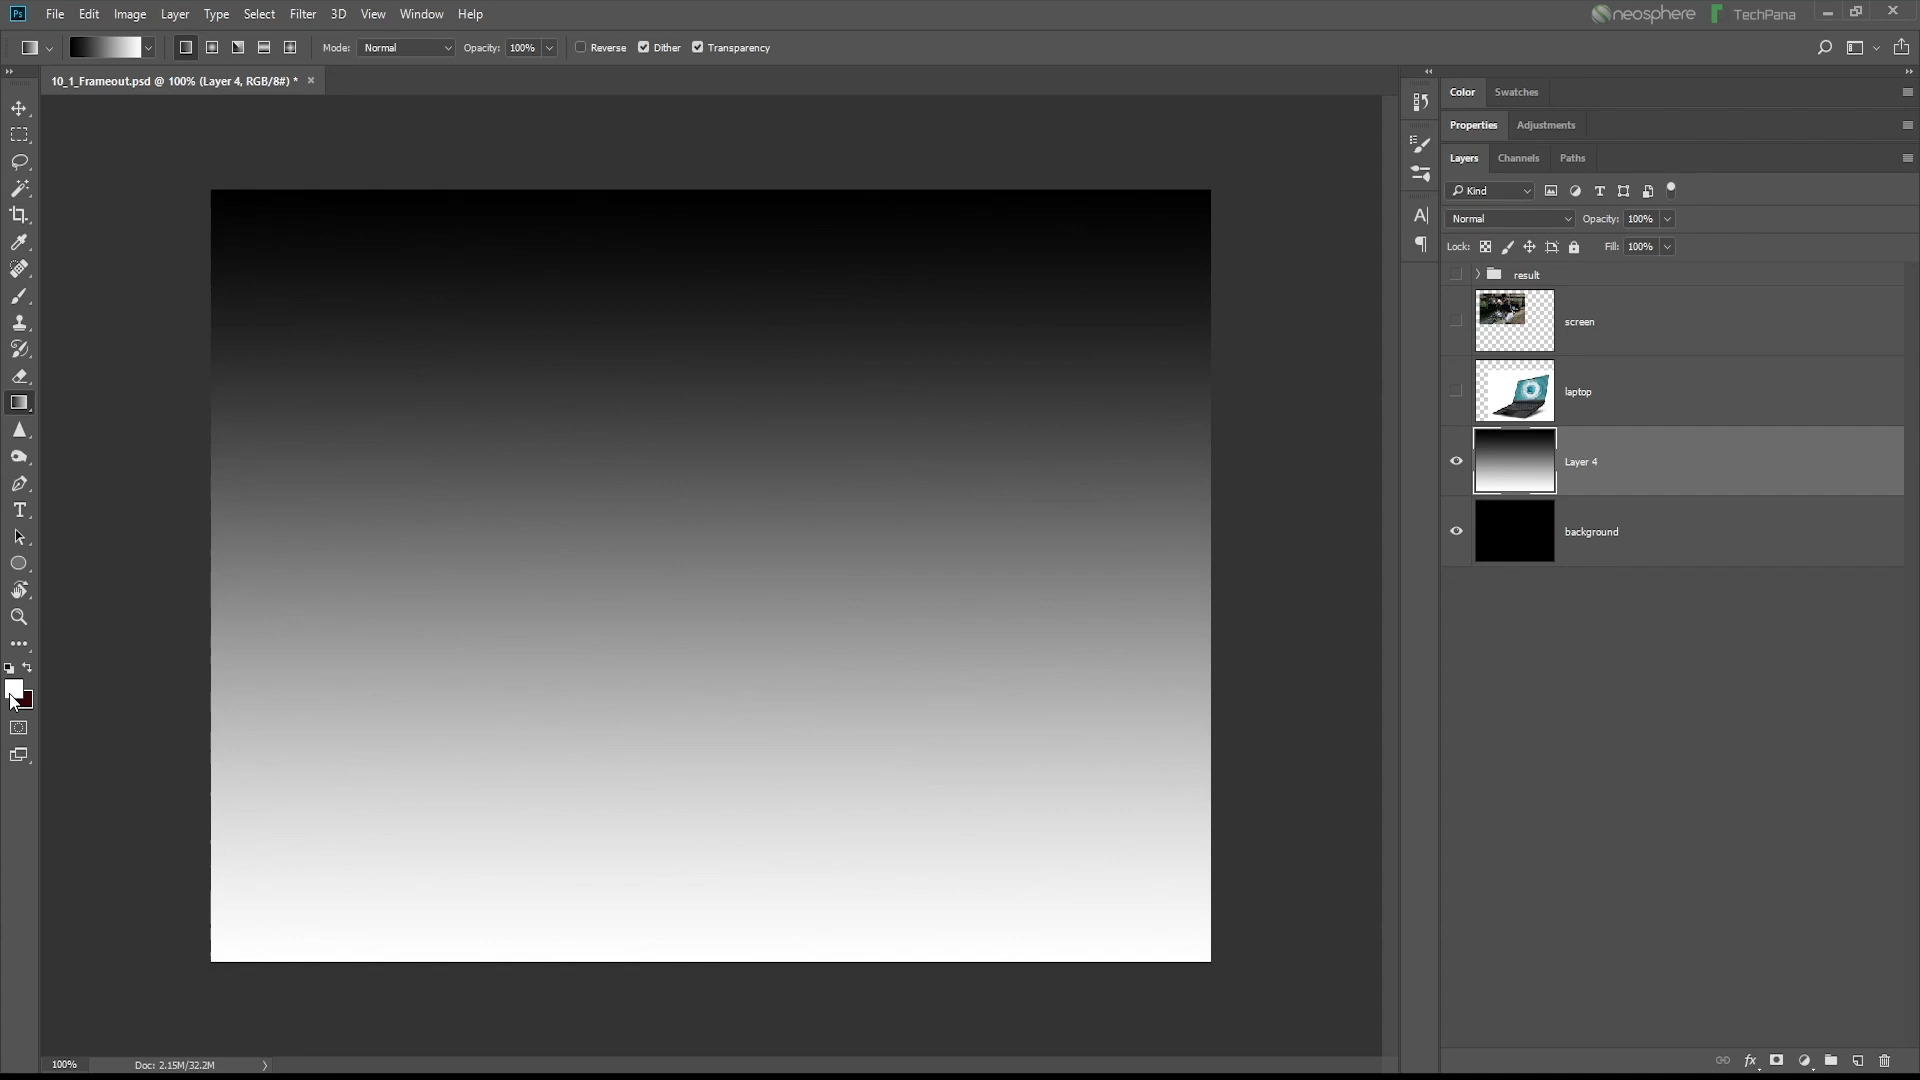 Ps File Edit Image Layer Type Select Filter 3D View Window Help
neosphere TechPana
Mode: Normal Opacity: 100% Reverse Dither Transparency
10_1_Frameout.psd @ 100% (Layer 4, RGB/8#) *
Color Swatches
Properties Adjustments
Layers Channels Paths
Kind
Normal Opacity: 100%
Lock: Fill: 100%
result
screen
laptop
Layer 4
background
100% Doc: 2.15M/32.2M
fx